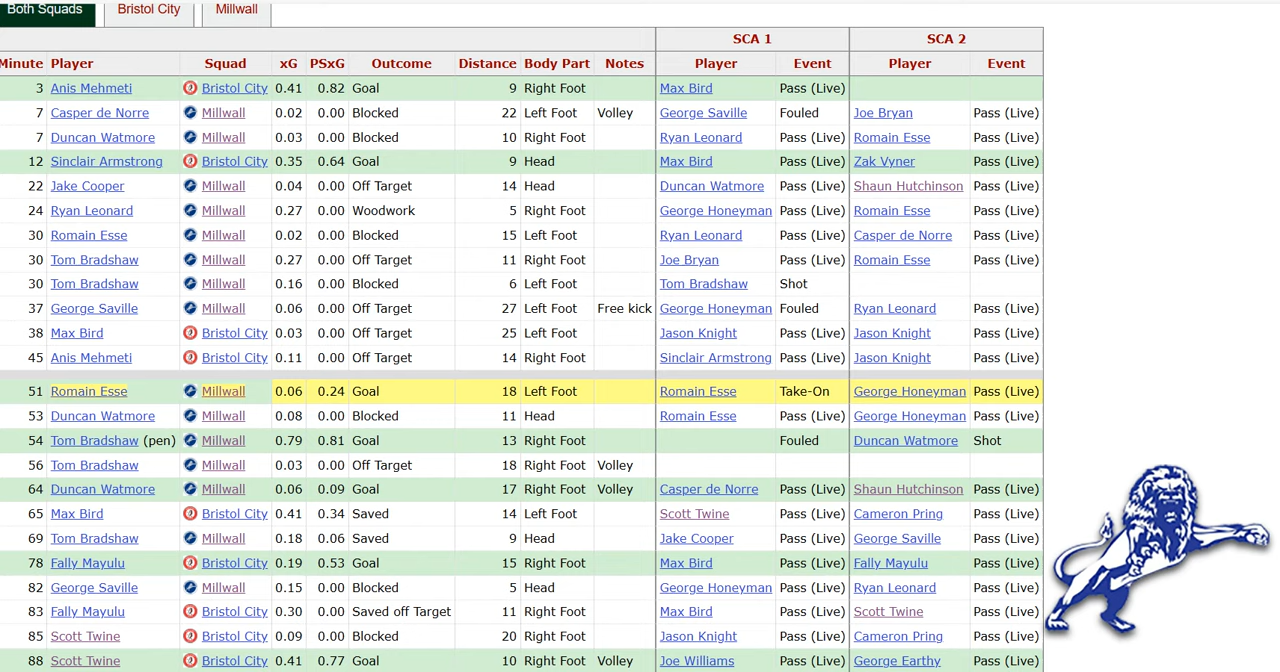 Both Squads Bristol City Millwall
SCA 1 SCA 2
Minute Player Squad xG PSxG Outcome Distance Body Part Notes Player Event Player Event
3 Anis Mehmeti Bristol City 0.41 0.82 Goal 9 Right Foot Max Bird Pass (Live)
7 Casper de Norre Millwall 0.02 0.00 Blocked 22 Left Foot Volley George Saville Fouled Joe Bryan Pass (Live)
7 Duncan Watmore Millwall 0.03 0.00 Blocked 10 Right Foot Ryan Leonard Pass (Live) Romain Esse Pass (Live)
12 Sinclair Armstrong Bristol City 0.35 0.64 Goal 9 Head Max Bird Pass (Live) Zak Vyner Pass (Live)
22 Jake Cooper Millwall 0.04 0.00 Off Target 14 Head Duncan Watmore Pass (Live) Shaun Hutchinson Pass (Live)
24 Ryan Leonard Millwall 0.27 0.00 Woodwork 5 Right Foot George Honeyman Pass (Live) Romain Esse Pass (Live)
30 Romain Esse Millwall 0.02 0.00 Blocked 15 Left Foot Ryan Leonard Pass (Live) Casper de Norre Pass (Live)
30 Tom Bradshaw Millwall 0.27 0.00 Off Target 11 Right Foot Joe Bryan Pass (Live) Romain Esse Pass (Live)
30 Tom Bradshaw Millwall 0.16 0.00 Blocked 6 Left Foot Tom Bradshaw Shot
37 George Saville Millwall 0.06 0.00 Off Target 27 Left Foot Free kick George Honeyman Fouled Ryan Leonard Pass (Live)
38 Max Bird Bristol City 0.03 0.00 Off Target 25 Left Foot Jason Knight Pass (Live) Jason Knight Pass (Live)
45 Anis Mehmeti Bristol City 0.11 0.00 Off Target 14 Right Foot Sinclair Armstrong Pass (Live) Jason Knight Pass (Live)
51 Romain Esse Millwall 0.06 0.24 Goal 18 Left Foot Romain Esse Take-On George Honeyman Pass (Live)
53 Duncan Watmore Millwall 0.08 0.00 Blocked 11 Head Romain Esse Pass (Live) George Honeyman Pass (Live)
54 Tom Bradshaw (pen) Millwall 0.79 0.81 Goal 13 Right Foot Fouled Duncan Watmore Shot
56 Tom Bradshaw Millwall 0.03 0.00 Off Target 18 Right Foot Volley
64 Duncan Watmore Millwall 0.06 0.09 Goal 17 Right Foot Volley Casper de Norre Pass (Live) Shaun Hutchinson Pass (Live)
65 Max Bird Bristol City 0.41 0.34 Saved 14 Left Foot Scott Twine Pass (Live) Cameron Pring Pass (Live)
69 Tom Bradshaw Millwall 0.18 0.06 Saved 9 Head Jake Cooper Pass (Live) George Saville Pass (Live)
78 Fally Mayulu Bristol City 0.19 0.53 Goal 15 Right Foot Max Bird Pass (Live) Fally Mayulu Pass (Live)
82 George Saville Millwall 0.15 0.00 Blocked 5 Head George Honeyman Pass (Live) Ryan Leonard Pass (Live)
83 Fally Mayulu Bristol City 0.30 0.00 Saved off Target 11 Right Foot Max Bird Pass (Live) Scott Twine Pass (Live)
85 Scott Twine Bristol City 0.09 0.00 Blocked 20 Right Foot Jason Knight Pass (Live) Cameron Pring Pass (Live)
88 Scott Twine Bristol City 0.41 0.77 Goal 10 Right Foot Volley Joe Williams Pass (Live) George Earthy Pass (Live)